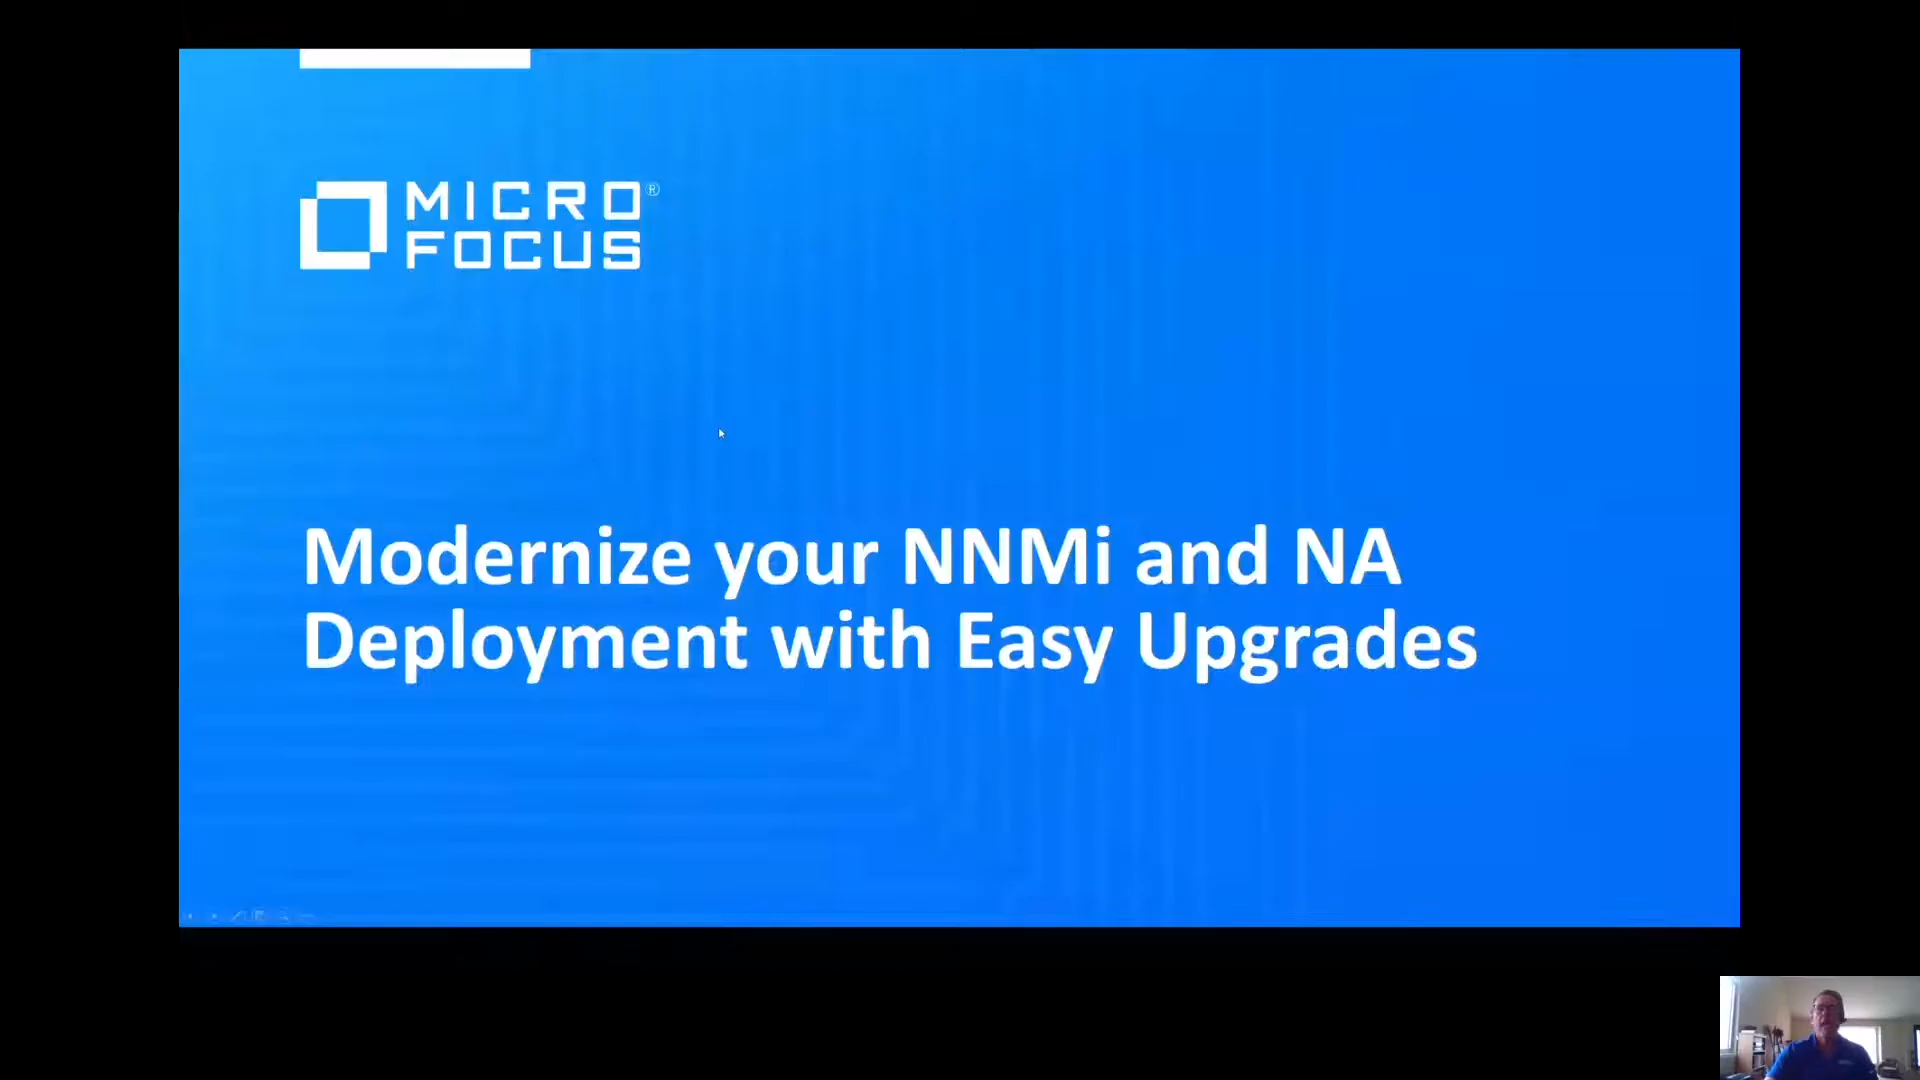 MICRO®
FOCUS
Modernize your NNMi and NA
Deployment with Easy Upgrades